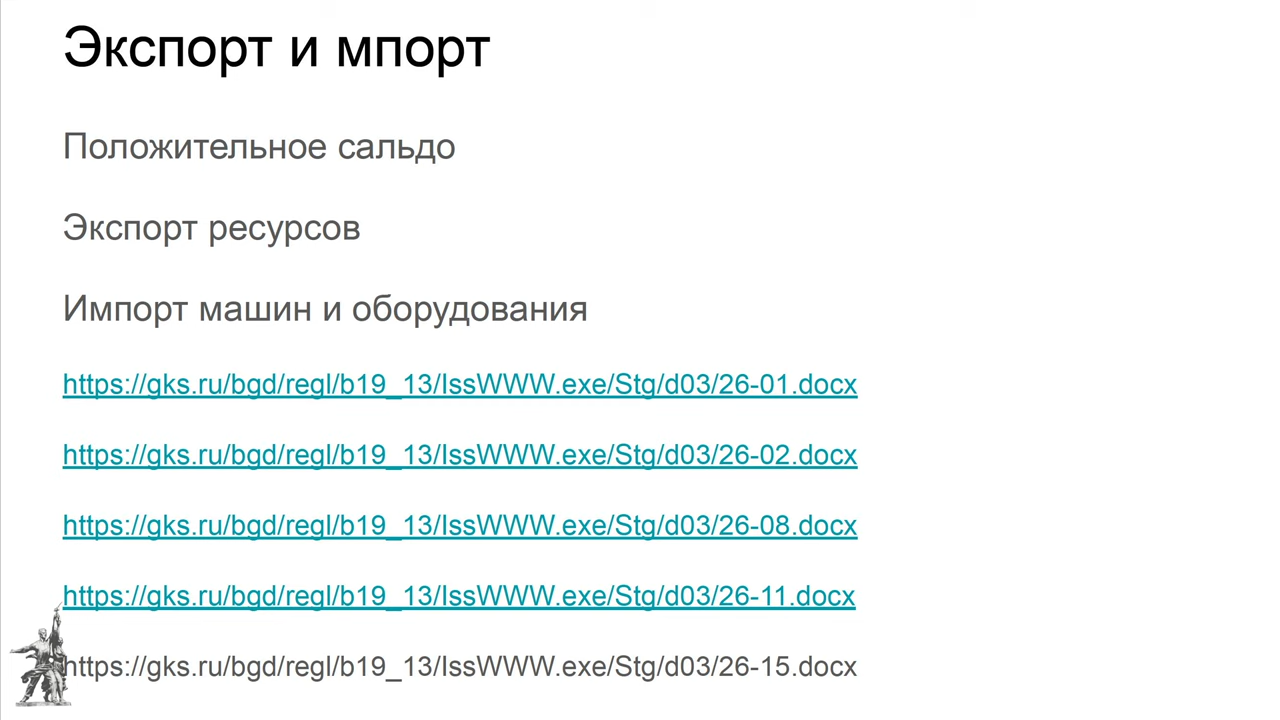 Экспорт и мпорт
Положительное сальдо
Экспорт ресурсов
Импорт машин и оборудования
https://gks.ru/bgd/regl/b19_13/IssWWW.exe/Stg/d03/26-01.docx
https://gks.ru/bgd/regl/b19_13/IssWWW.exe/Stg/d03/26-02.docx
https://gks.ru/bgd/regl/b19_13/IssWWW.exe/Stg/d03/26-08.docx
https://gks.ru/bgd/regl/b19_13/IssWWW.exe/Stg/d03/26-11.docx
https://gks.ru/bgd/regl/b19_13/IssWWW.exe/Stg/d03/26-15.docx